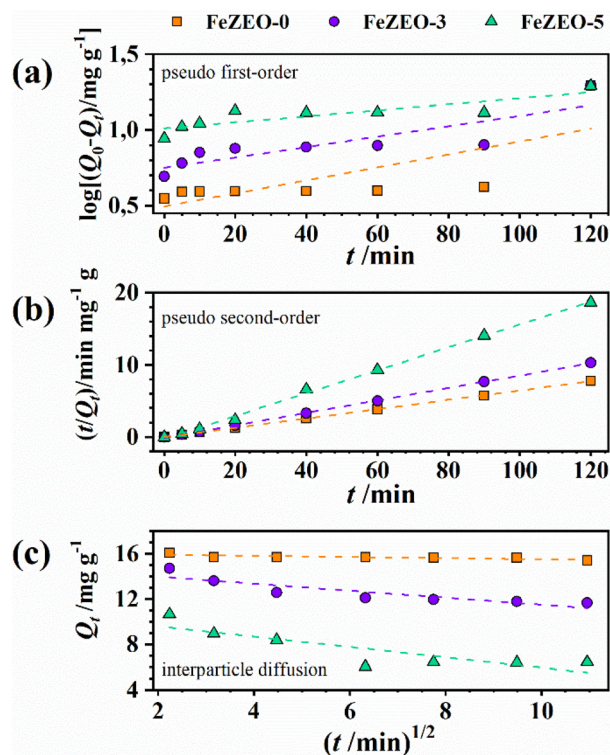 FeZEO-0 FeZEO-3 FeZEO-5
(a)
pseudo first-order
log[(Q₀-Qₜ)/mg g⁻¹]
1,5
1,0
0,5
0 20 40 60 80 100 120
t /min
(b)
pseudo second-order
(t/Qₜ)/min mg⁻¹ g
20
10
0
0 20 40 60 80 100 120
t /min
(c)
Qₜ /mg g⁻¹
16
12
8
4
interparticle diffusion
2 4 6 8 10
(t /min)¹/²